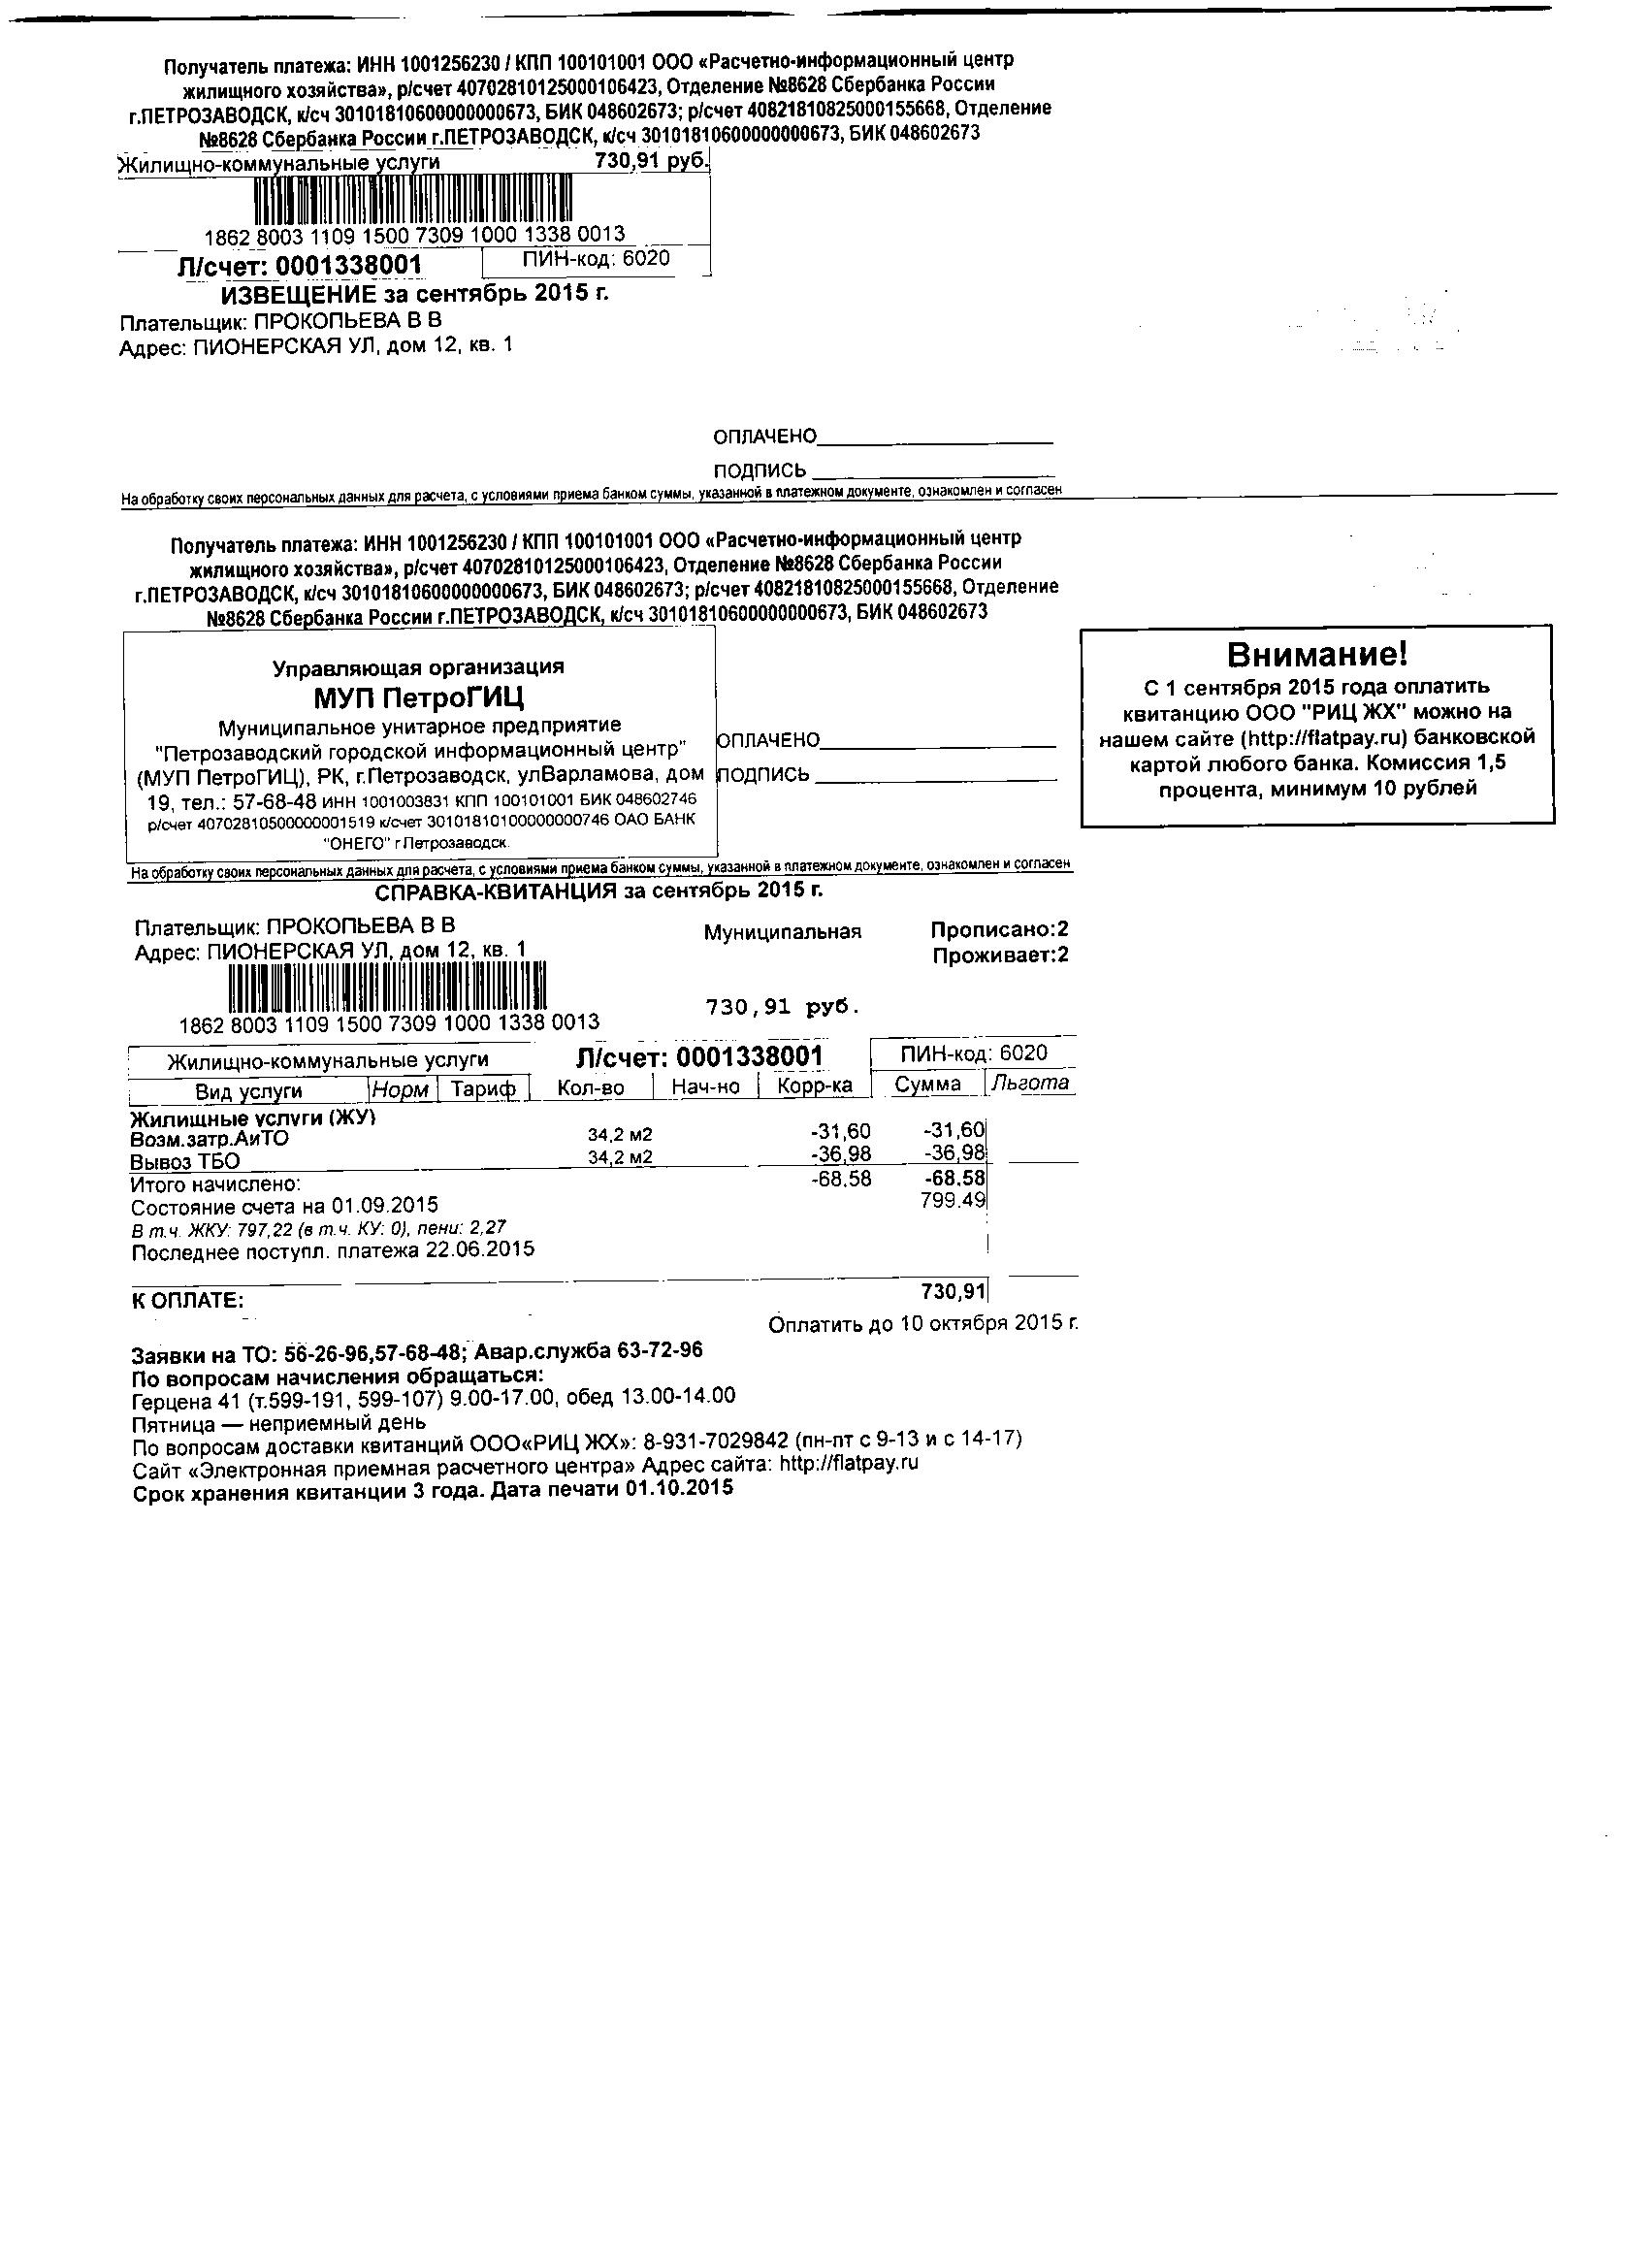 Получатель платежа: ИНН 1001256230 / КПП 100101001 ООО «Расчетно-информационный центр
жилищного хозяйства», р/счет 40702810125000106423, Отделение №8628 Сбербанка России
г.ПЕТРОЗАВОДСК, к/сч 30101810600000000673, БИК 048602673; р/счет 40821810825000155668, Отделение
№8628 Сбербанка России г.ПЕТРОЗАВОДСК, к/сч 30101810600000000673, БИК 048602673
Жилищно-коммунальные услуги 730,91 руб.
1862 8003 1109 1500 7309 1000 1338 0013
Л/счет: 0001338001 ПИН-код: 6020
ИЗВЕЩЕНИЕ за сентябрь 2015 г.
Плательщик: ПРОКОПЬЕВА В В
Адрес: ПИОНЕРСКАЯ УЛ, дом 12, кв. 1
ОПЛАЧЕНО
ПОДПИСЬ
На обработку своих персональных данных для расчета, с условиями приема банком суммы, указанной в платежном документе, ознакомлен и согласен
Получатель платежа: ИНН 1001256230 / КПП 100101001 ООО «Расчетно-информационный центр
жилищного хозяйства», р/счет 40702810125000106423, Отделение №8628 Сбербанка России
г.ПЕТРОЗАВОДСК, к/сч 30101810600000000673, БИК 048602673; р/счет 40821810825000155668, Отделение
№8628 Сбербанка России г.ПЕТРОЗАВОДСК, к/сч 30101810600000000673, БИК 048602673
Управляющая организация
МУП ПетроГИЦ
Муниципальное унитарное предприятие
"Петрозаводский городской информационный центр"
(МУП ПетроГИЦ), РК, г.Петрозаводск, улВарламова, дом
19, тел.: 57-68-48 ИНН 1001003831 КПП 100101001 БИК 048602746
р/счет 40702810500000001519 к/счет 30101810100000000746 ОАО БАНК
"ОНЕГО" г Петрозаводск
ОПЛАЧЕНО
ПОДПИСЬ
Внимание!
С 1 сентября 2015 года оплатить
квитанцию ООО "РИЦ ЖХ" можно на
нашем сайте (http://flatpay.ru) банковской
картой любого банка. Комиссия 1,5
процента, минимум 10 рублей
На обработку своих персональных данных для расчета, с условиями приема банком суммы, указанной в платежном документе, ознакомлен и согласен
СПРАВКА-КВИТАНЦИЯ за сентябрь 2015 г.
Плательщик: ПРОКОПЬЕВА В В Муниципальная Прописано:2
Адрес: ПИОНЕРСКАЯ УЛ, дом 12, кв. 1 Проживает:2
730,91 руб.
1862 8003 1109 1500 7309 1000 1338 0013
Жилищно-коммунальные услуги Л/счет: 0001338001 ПИН-код: 6020
Вид услуги Норм Тариф Кол-во Нач-но Корр-ка Сумма Льгота
Жилищные услуги (ЖУ)
Возм.затр.АиТО 34,2 м2 -31,60 -31,60
Вывоз ТБО 34,2 м2 -36,98 -36,98
Итого начислено: -68.58 -68.58
Состояние счета на 01.09.2015 799.49
В т.ч. ЖКУ: 797,22 (в т.ч. КУ: 0), пени: 2,27
Последнее поступл. платежа 22.06.2015
К ОПЛАТЕ: 730,91
Оплатить до 10 октября 2015 г.
Заявки на ТО: 56-26-96,57-68-48; Авар.служба 63-72-96
По вопросам начисления обращаться:
Герцена 41 (т.599-191, 599-107) 9.00-17.00, обед 13.00-14.00
Пятница — неприемный день
По вопросам доставки квитанций ООО«РИЦ ЖХ»: 8-931-7029842 (пн-пт с 9-13 и с 14-17)
Сайт «Электронная приемная расчетного центра» Адрес сайта: http://flatpay.ru
Срок хранения квитанции 3 года. Дата печати 01.10.2015